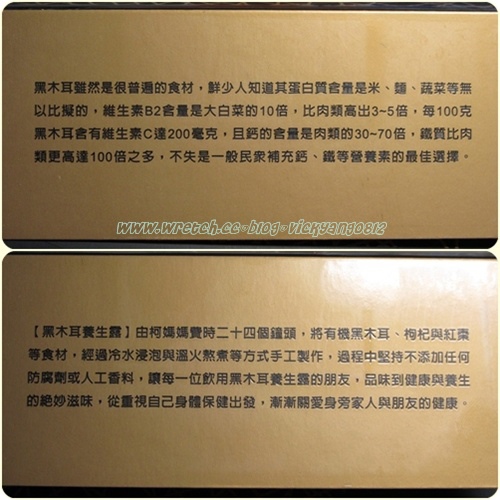 黑木耳雖然是很普遍的食材，鮮少人知道其蛋白質含量是米、麵、蔬菜等無
以比擬的，維生素B2含量是大白菜的10倍，比肉類高出3~5倍，每100克
黑木耳含有維生素C達200毫克，且鈣的含量是肉類的30~70倍，鐵質比肉
類更高達100倍之多，不失是一般民衆補充鈣、鐵等營養素的最佳選擇。
www.wretch.cc/blog/vickyang0812
【黑木耳養生露】由柯媽媽費時二十四個鐘頭，將有機黑木耳、枸杞與紅棗
等食材，經過冷水浸泡與溫火熬煮等方式手工製作，過程中堅持不添加任何
防腐劑或人工香料，讓每一位飲用黑木耳養生露的朋友，品味到健康與養生
的絕妙滋味，從重視自己身體保健出發，漸漸關愛身旁家人與朋友的健康。